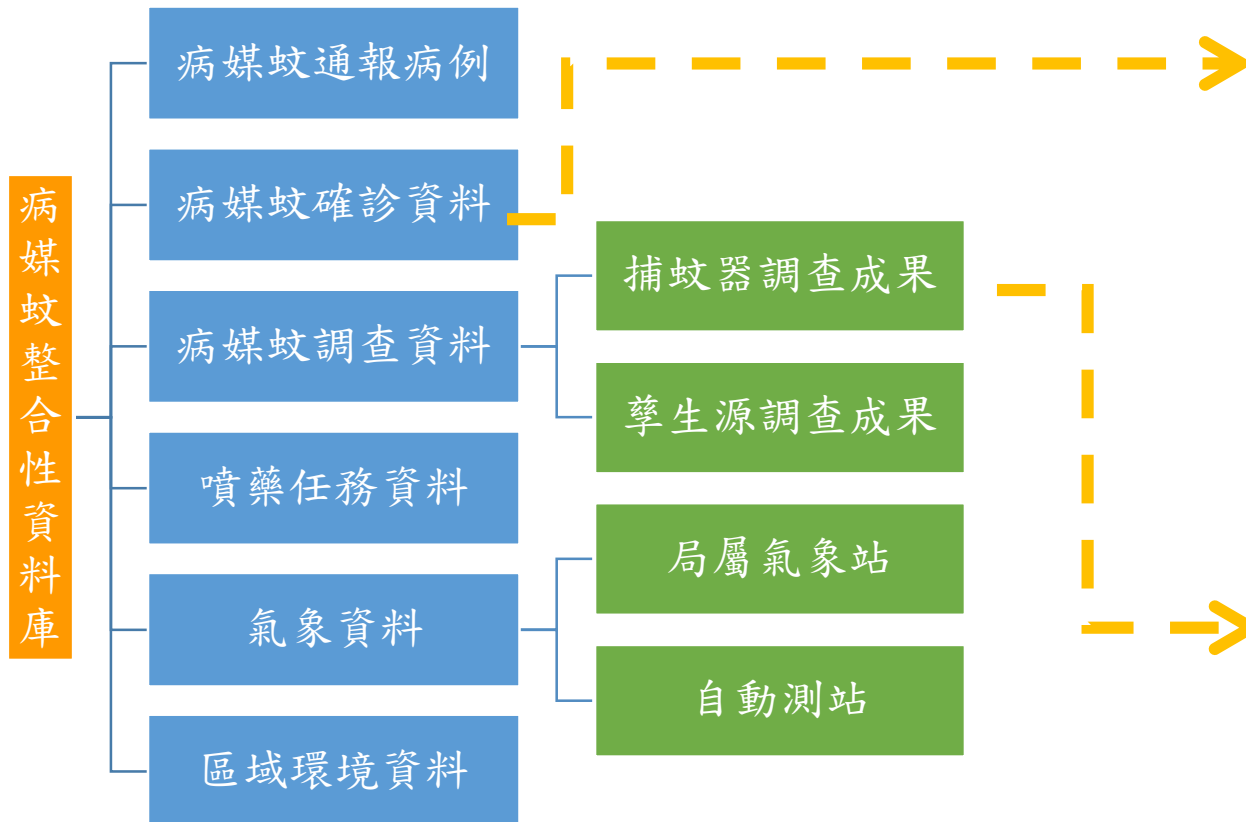 病媒蚊整合性資料庫
病媒蚊通報病例
病媒蚊確診資料
病媒蚊調查資料
捕蚊器調查成果
孳生源調查成果
噴藥任務資料
氣象資料
局屬氣象站
自動測站
區域環境資料